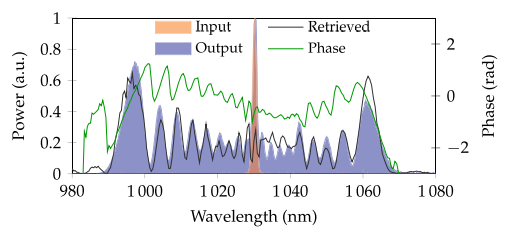 Input
Output
Retrieved
Phase
Power (a.u.)
1
0.8
0.6
0.4
0.2
0
2
0
−2
Phase (rad)
980 1 000 1 020 1 040 1 060 1 080
Wavelength (nm)